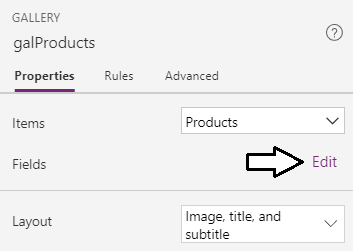 GALLERY
galProducts
?
Properties Rules Advanced
Items Products
Fields Edit
Layout Image, title, and
subtitle